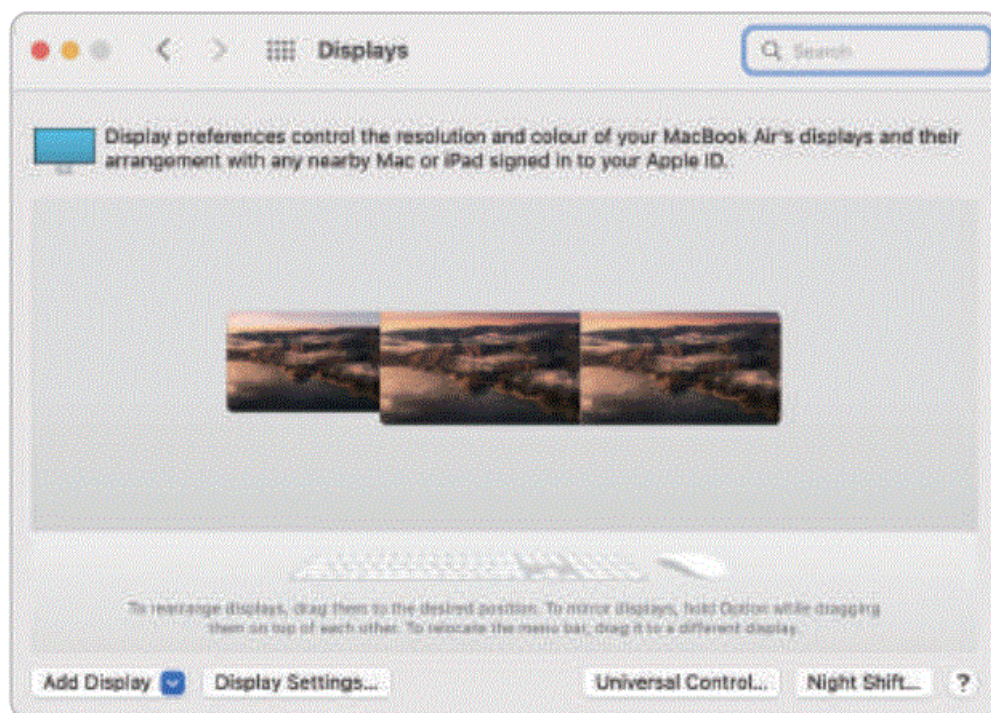 Displays
Search
Display preferences control the resolution and colour of your MacBook Air's displays and their
arrangement with any nearby Mac or iPad signed in to your Apple ID.
To rearrange displays, drag them to the desired position. To mirror displays, hold Option while dragging
them on top of each other. To relocate the menu bar, drag it to a different display.
Add Display
Display Settings...
Universal Control...
Night Shift...
?